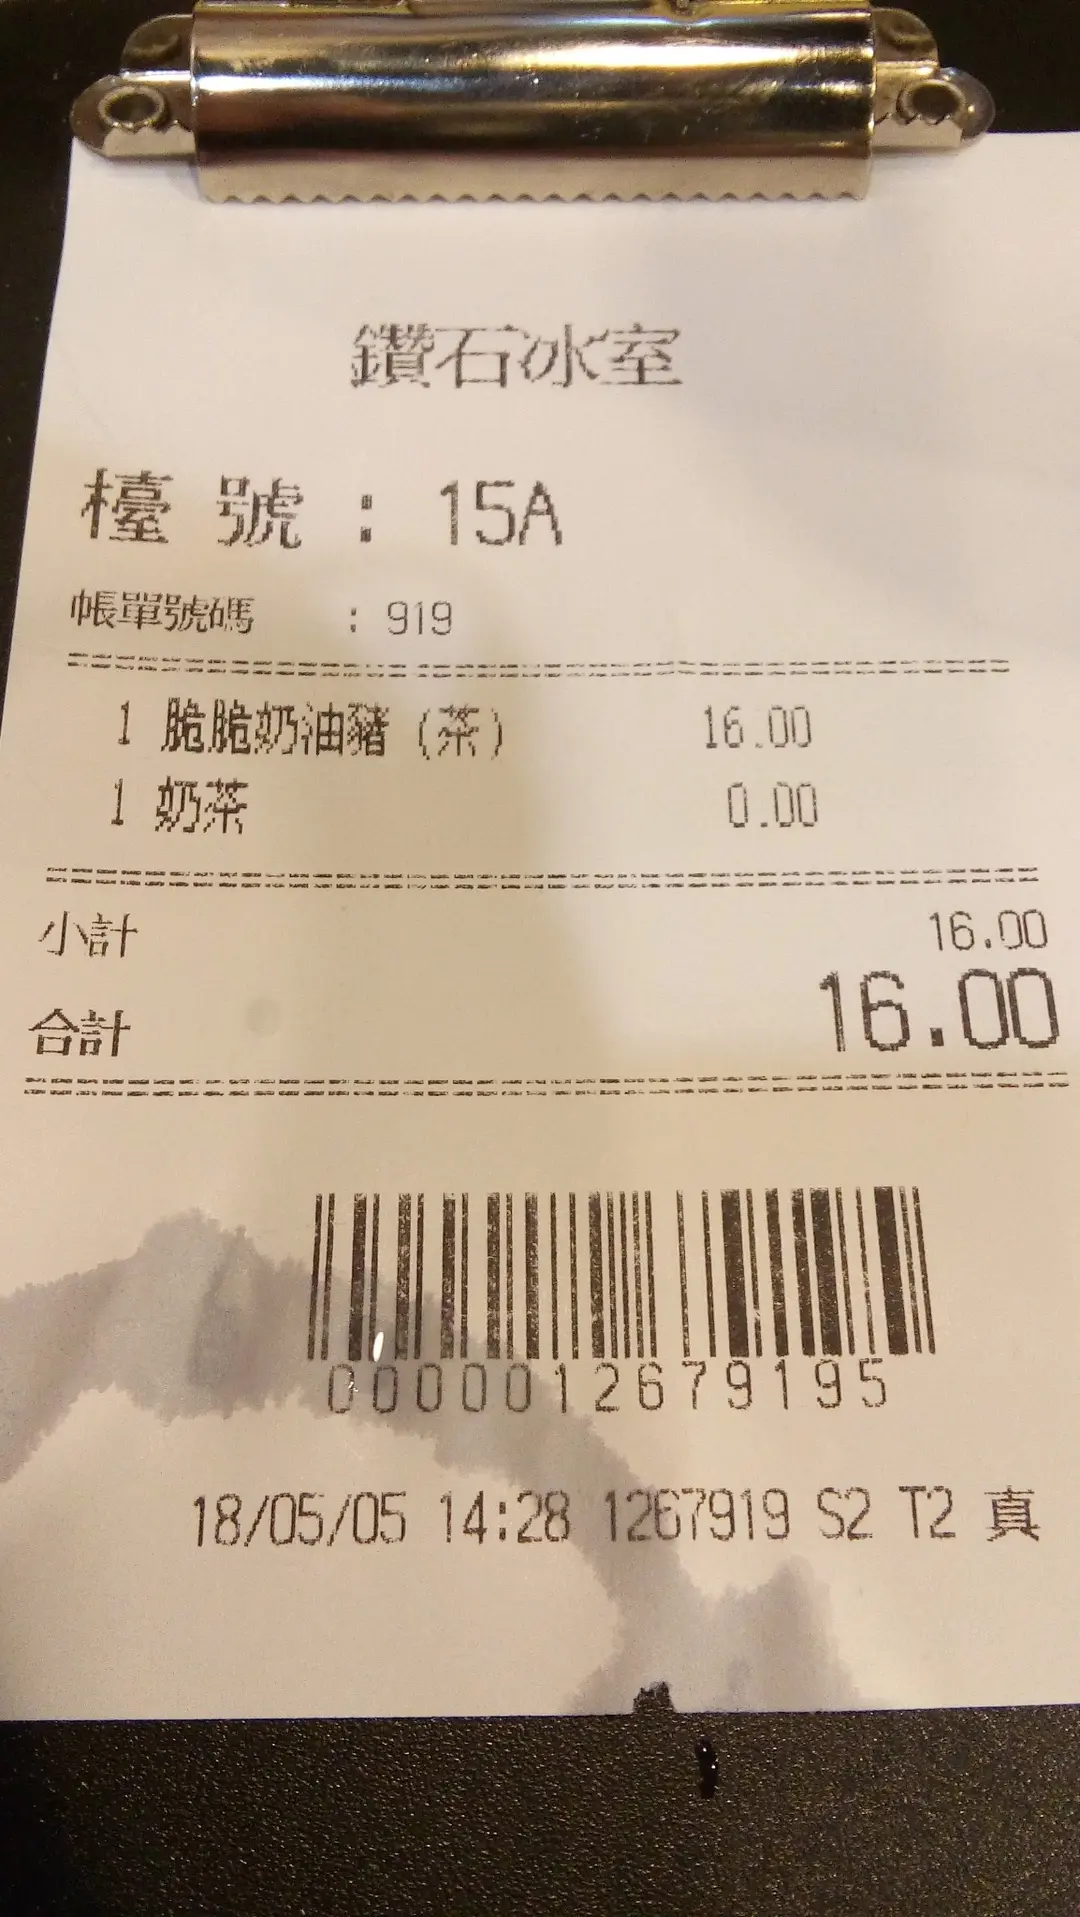 鑽石冰室
檯 號 : 15A
帳單號碼 : 919
1 脆脆奶油豬 (茶) 16.00
1 奶茶 0.00
小計 16.00
合計 16.00
0000012679195
18/05/05 14:28 1267919 S2 T2 真